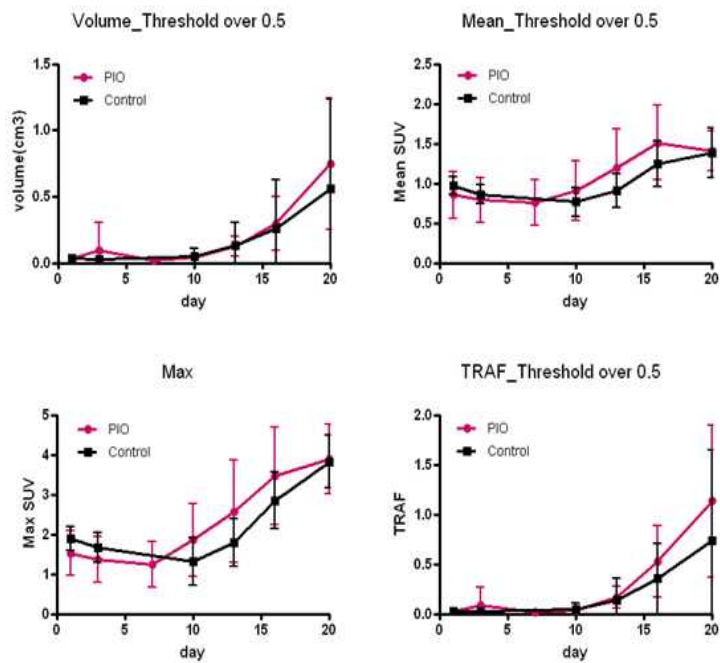 Volume_Threshold over 0.5
1.5
1.0
0.5
0.0
volume(cm3)
PIO
Control
0
5
10
15
20
day
Mean_Threshold over 0.5
2.5
2.0
1.5
1.0
0.5
0.0
Mean SUV
PIO
Control
0
5
10
15
20
day
Max
5
4
3
2
1
0
Max SUV
PIO
Control
0
5
10
15
20
day
TRAF_Threshold over 0.5
2.0
1.5
1.0
0.5
0.0
TRAF
PIO
Control
0
5
10
15
20
day